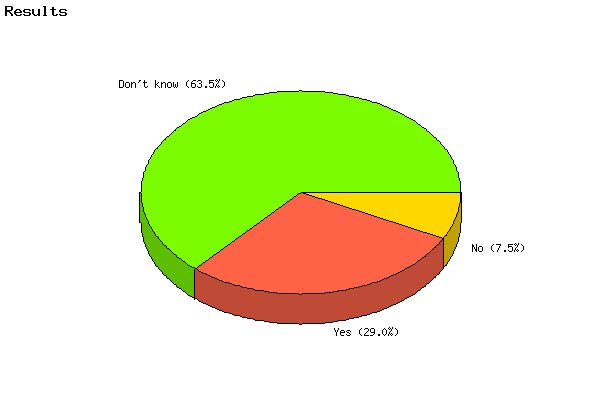 Results
Don't know (63.5%)
No (7.5%)
Yes (29.0%)